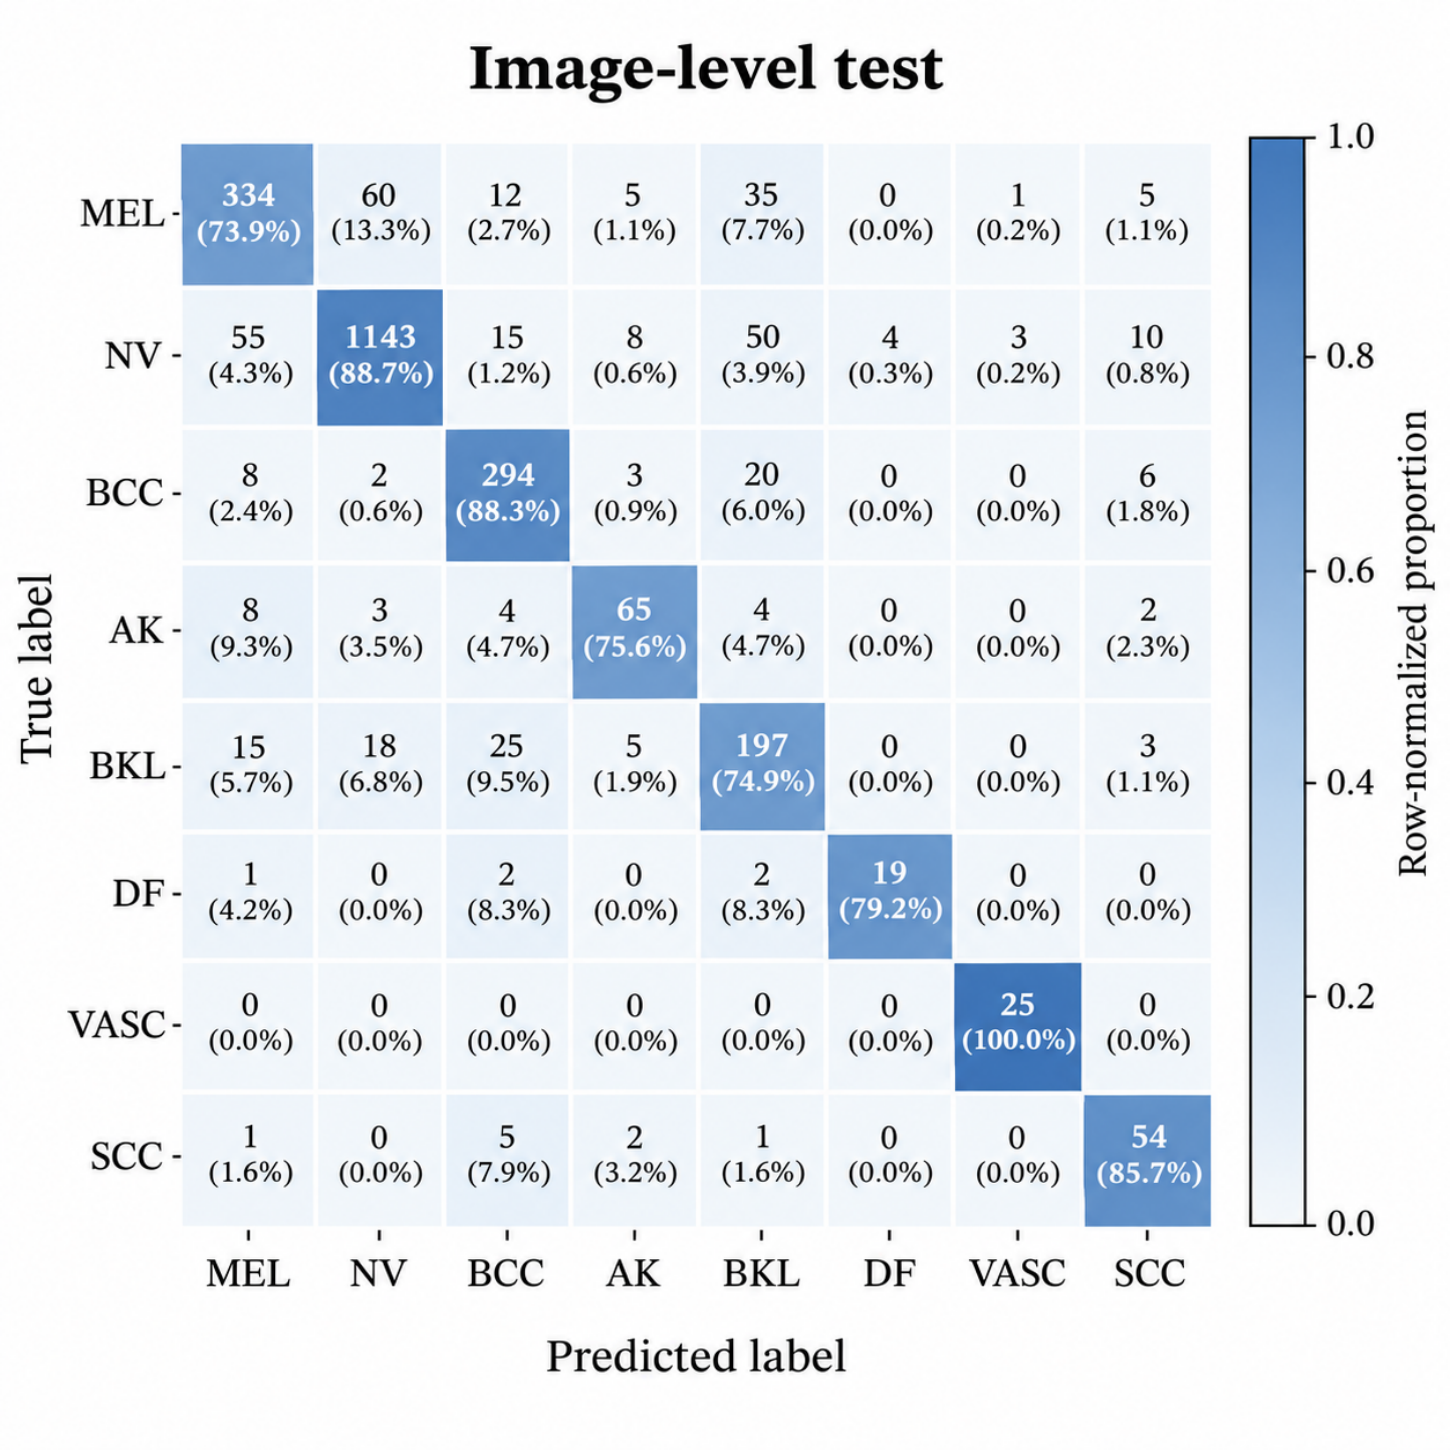 Image-level test
MEL
334 60 12 5 35 0 1 5
(73.9%) (13.3%) (2.7%) (1.1%) (7.7%) (0.0%) (0.2%) (1.1%)
NV
55 1143 15 8 50 4 3 10
(4.3%) (88.7%) (1.2%) (0.6%) (3.9%) (0.3%) (0.2%) (0.8%)
BCC
8 2 294 3 20 0 0 6
(2.4%) (0.6%) (88.3%) (0.9%) (6.0%) (0.0%) (0.0%) (1.8%)
AK
8 3 4 65 4 0 0 2
(9.3%) (3.5%) (4.7%) (75.6%) (4.7%) (0.0%) (0.0%) (2.3%)
BKL
15 18 25 5 197 0 0 3
(5.7%) (6.8%) (9.5%) (1.9%) (74.9%) (0.0%) (0.0%) (1.1%)
DF
1 0 2 0 2 19 0 0
(4.2%) (0.0%) (8.3%) (0.0%) (8.3%) (79.2%) (0.0%) (0.0%)
VASC
0 0 0 0 0 0 25 0
(0.0%) (0.0%) (0.0%) (0.0%) (0.0%) (0.0%) (100.0%) (0.0%)
SCC
1 0 5 2 1 0 0 54
(1.6%) (0.0%) (7.9%) (3.2%) (1.6%) (0.0%) (0.0%) (85.7%)
MEL NV BCC AK BKL DF VASC SCC
Predicted label
True label
1.0
0.8
0.6
0.4
0.2
0.0
Row-normalized proportion